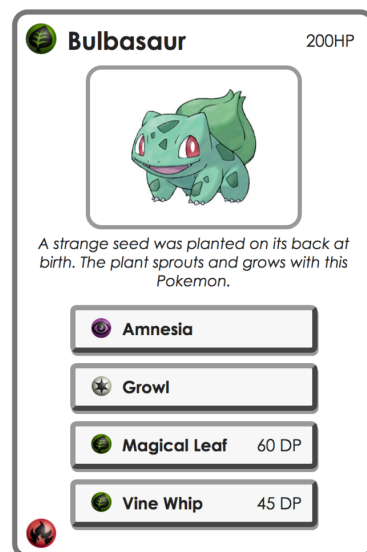 Bulbasaur 200HP
A strange seed was planted on its back at
birth. The plant sprouts and grows with this
Pokemon.
Amnesia
Growl
Magical Leaf 60 DP
Vine Whip 45 DP